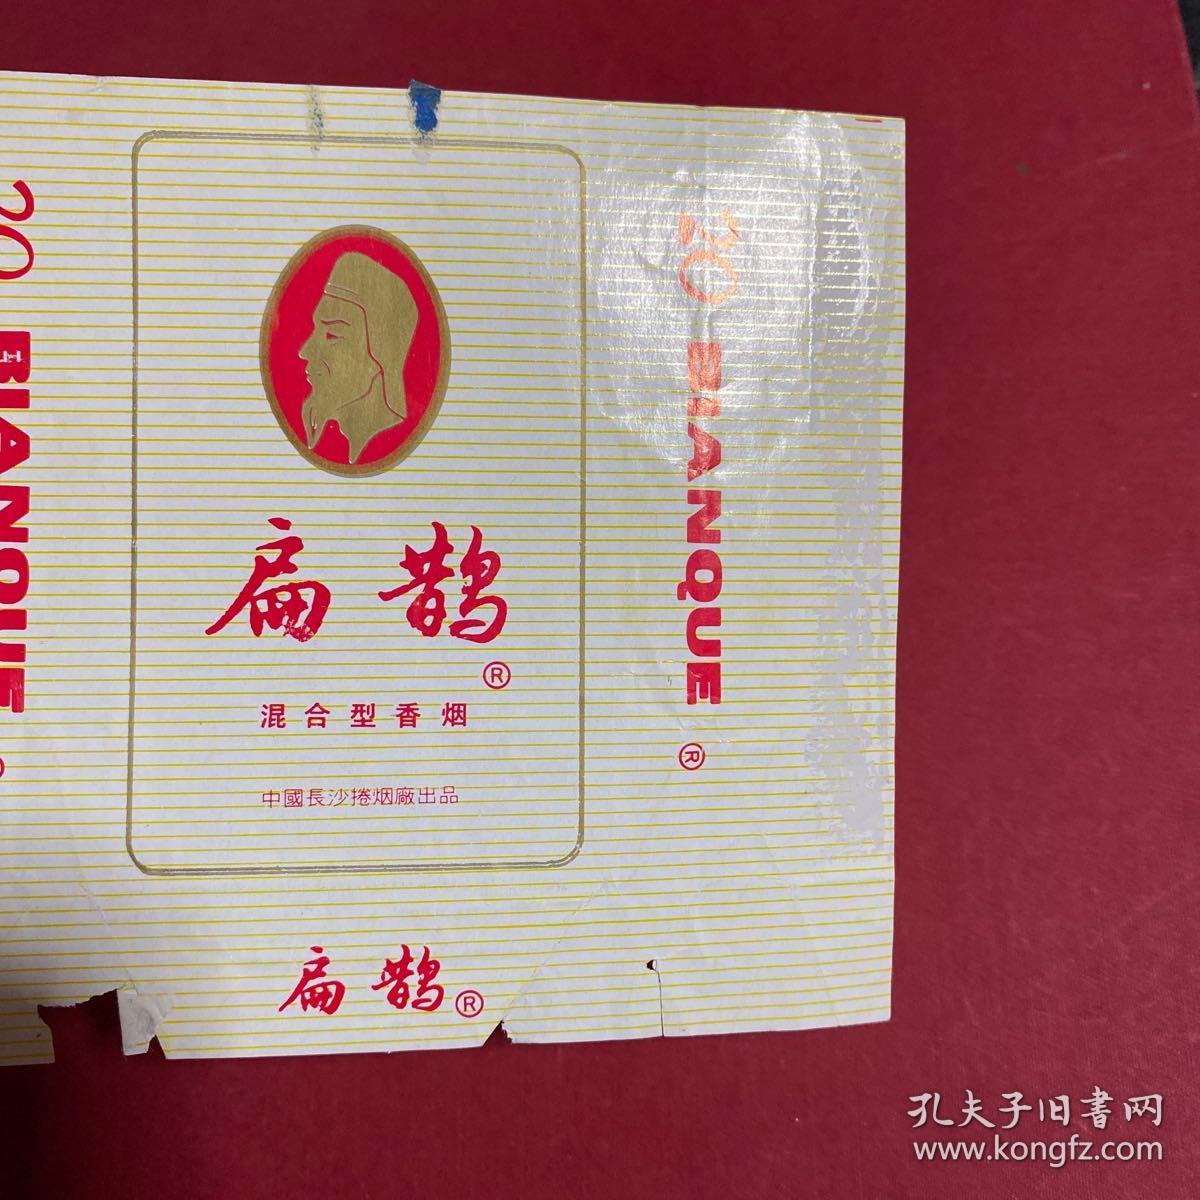 扁鹊
®
混合型香烟
中國長沙捲烟廠出品
扁鹊®
20 BIANQUE ®
20 BIANQUE
孔夫子旧書网
www.kongfz.com